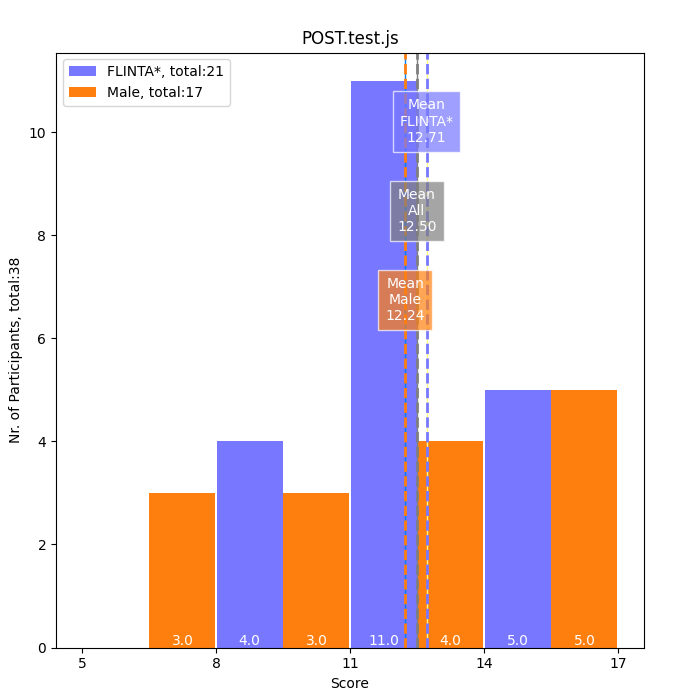 POST.test.js
FLINTA*, total:21
Male, total:17
Mean
FLINTA*
12.71
Mean
All
12.50
Mean
Male
12.24
Nr. of Participants, total:38
10
8
6
4
2
0
3.0
4.0
3.0
11.0
4.0
5.0
5.0
5
8
11
14
17
Score